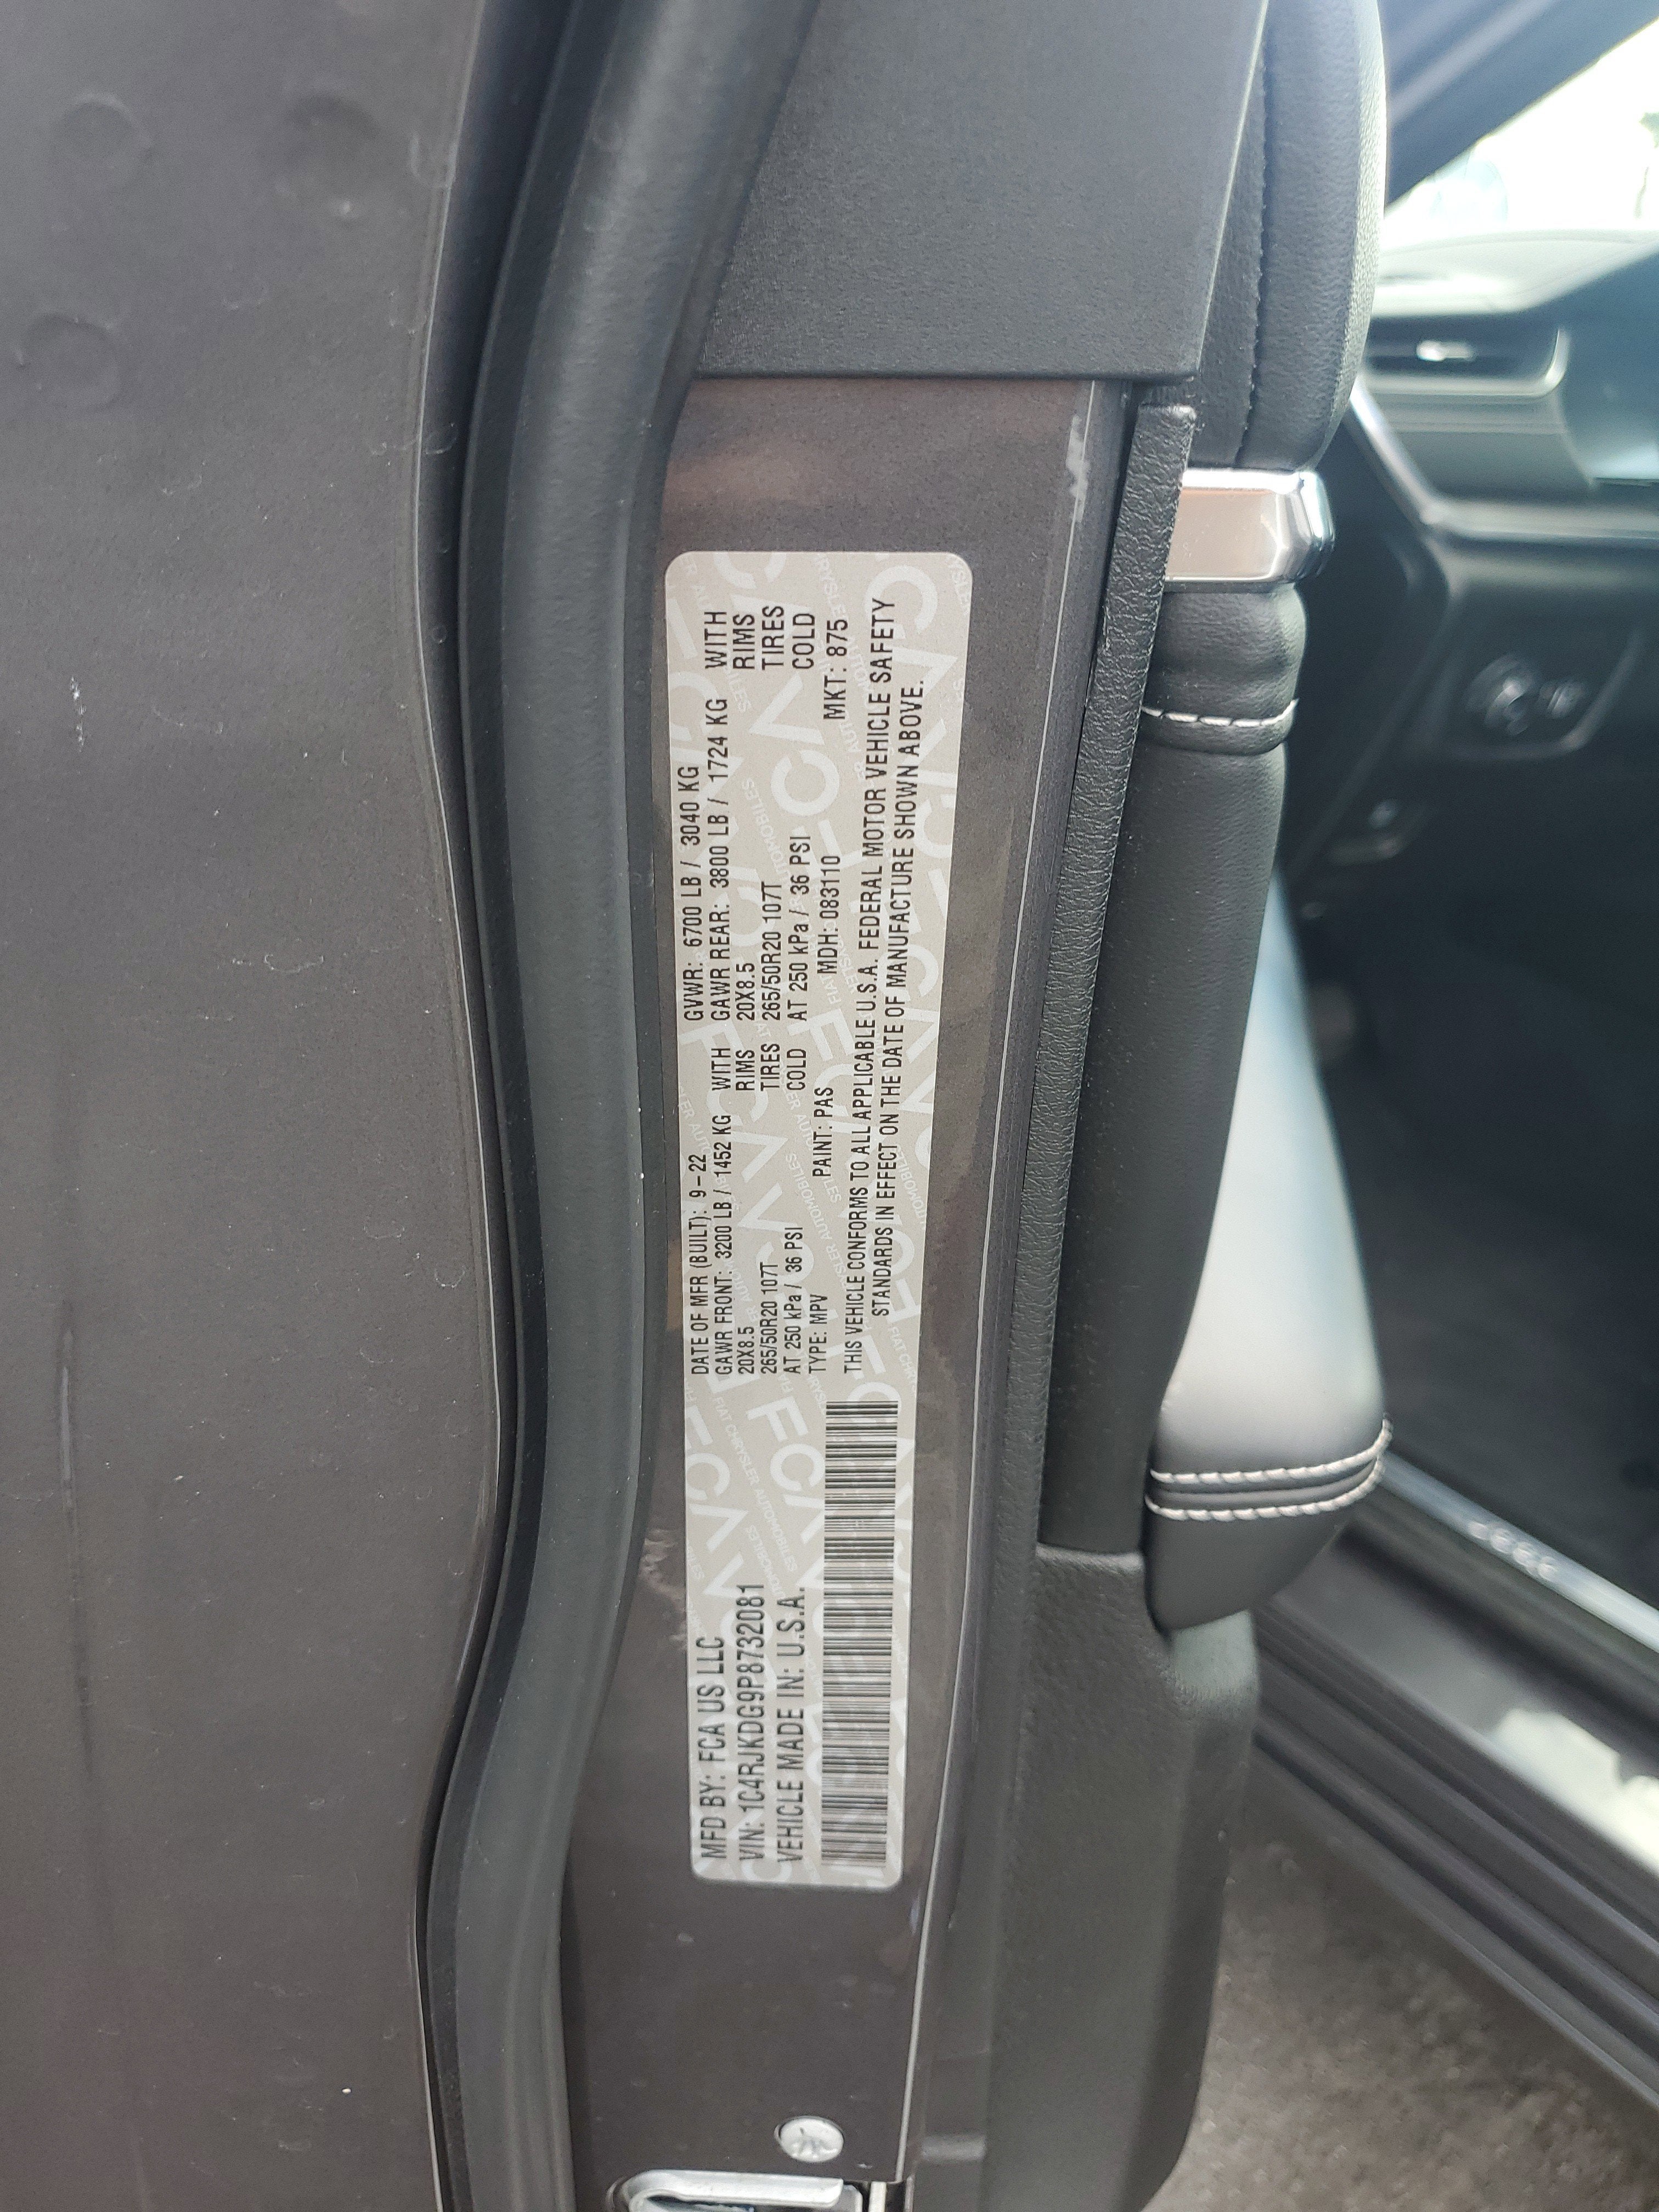 MFD BY: FCA US LLC
VIN: 1C4RJKDG9P8732081
VEHICLE MADE IN: U.S.A.
DATE OF MFR (BUILT): 9-22 GVWR: 6700 LB / 3040 KG
GAWR FRONT: 3200 LB / 1452 KG WITH GAWR REAR: 3800 LB / 1724 KG WITH
20X8.5 RIMS 20X8.5 RIMS
265/50R20 107T TIRES 265/50R20 107T TIRES
AT 250 kPa / 36 PSI COLD AT 250 kPa / 36 PSI COLD
TYPE: MPV PAINT: PAS MDH: 083110 MKT: 875
THIS VEHICLE CONFORMS TO ALL APPLICABLE U.S.A. FEDERAL MOTOR VEHICLE SAFETY
STANDARDS IN EFFECT ON THE DATE OF MANUFACTURE SHOWN ABOVE.
Jeep